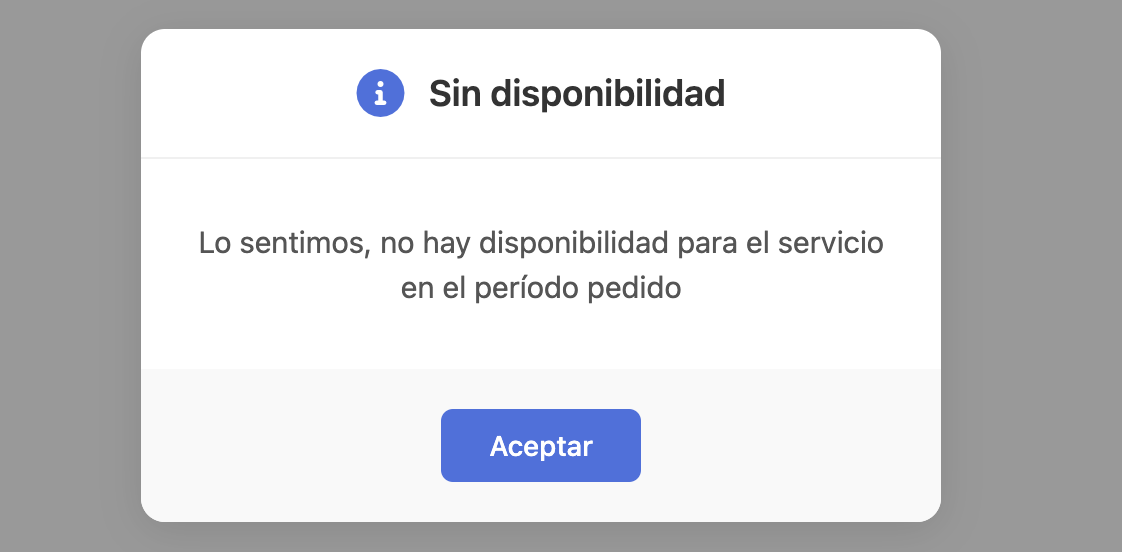 Sin disponibilidad
Lo sentimos, no hay disponibilidad para el servicio
en el período pedido
Aceptar